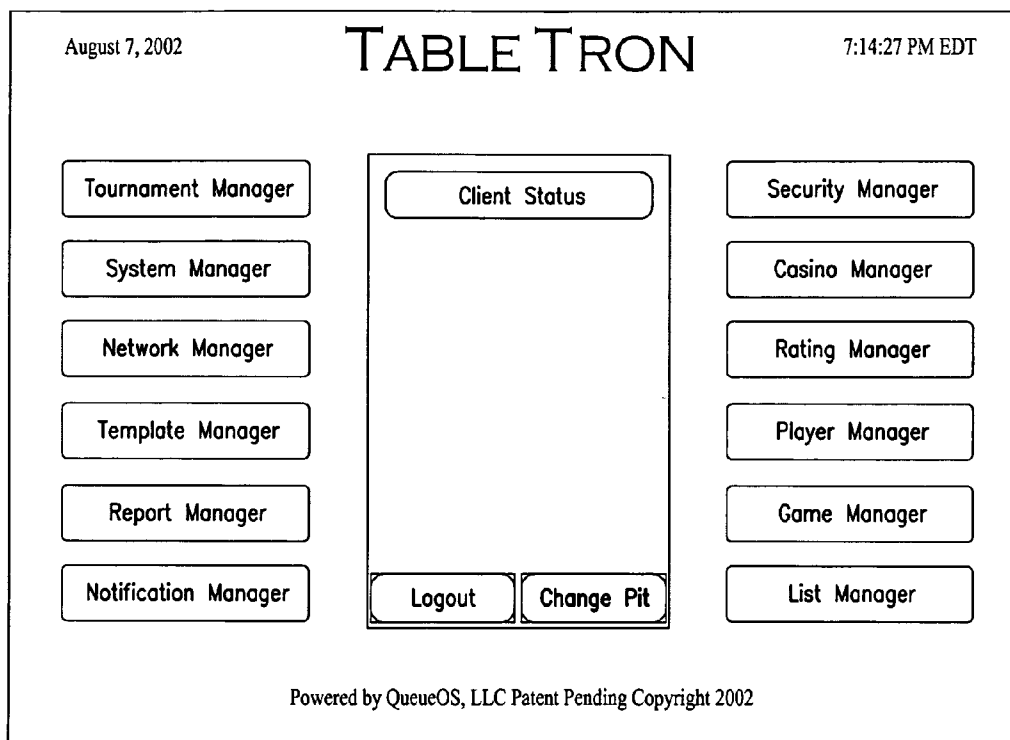 August 7, 2002
TABLE TRON
7:14:27 PM EDT
Tournament Manager
System Manager
Network Manager
Template Manager
Report Manager
Notification Manager
Client Status
Logout
Change Pit
Security Manager
Casino Manager
Rating Manager
Player Manager
Game Manager
List Manager
Powered by QueueOS, LLC Patent Pending Copyright 2002